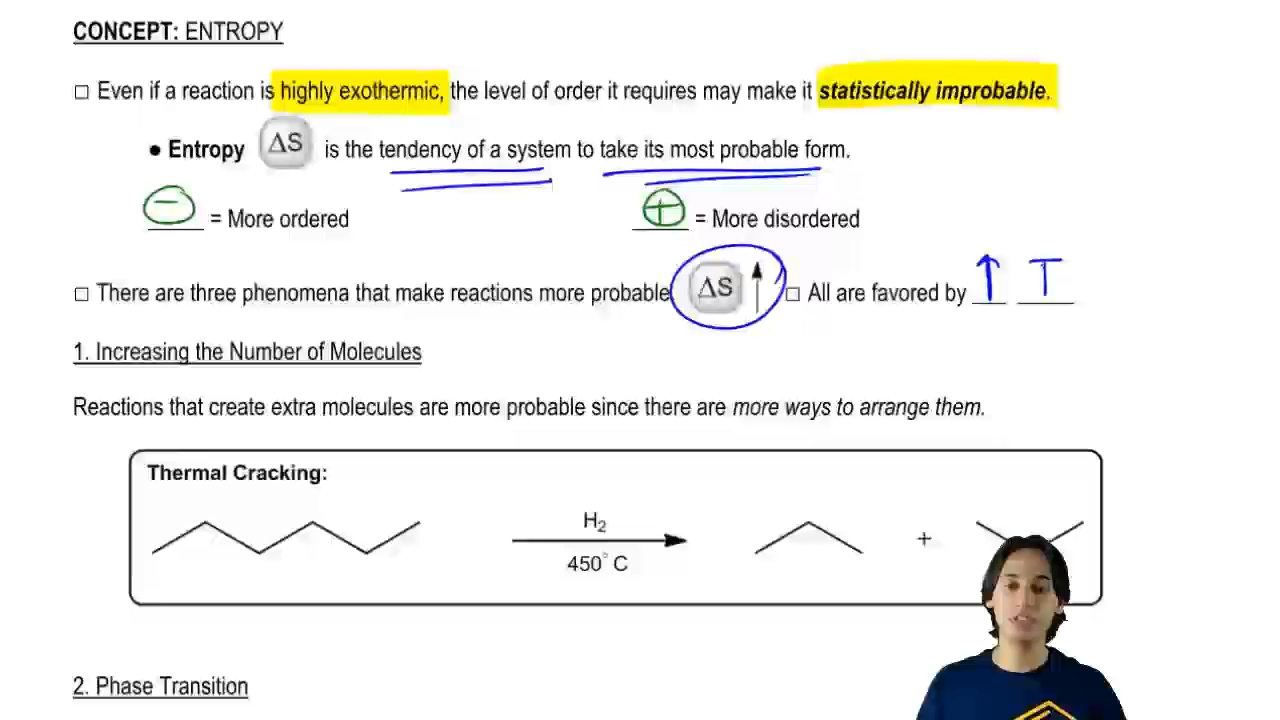 CONCEPT: ENTROPY
□ Even if a reaction is highly exothermic, the level of order it requires may make it statistically improbable.
● Entropy ΔS is the tendency of a system to take its most probable form.
− = More ordered + = More disordered
□ There are three phenomena that make reactions more probable ΔS ↑ □ All are favored by ↑ T
1. Increasing the Number of Molecules
Reactions that create extra molecules are more probable since there are more ways to arrange them.
Thermal Cracking:
H₂
+
450°C
2. Phase Transition